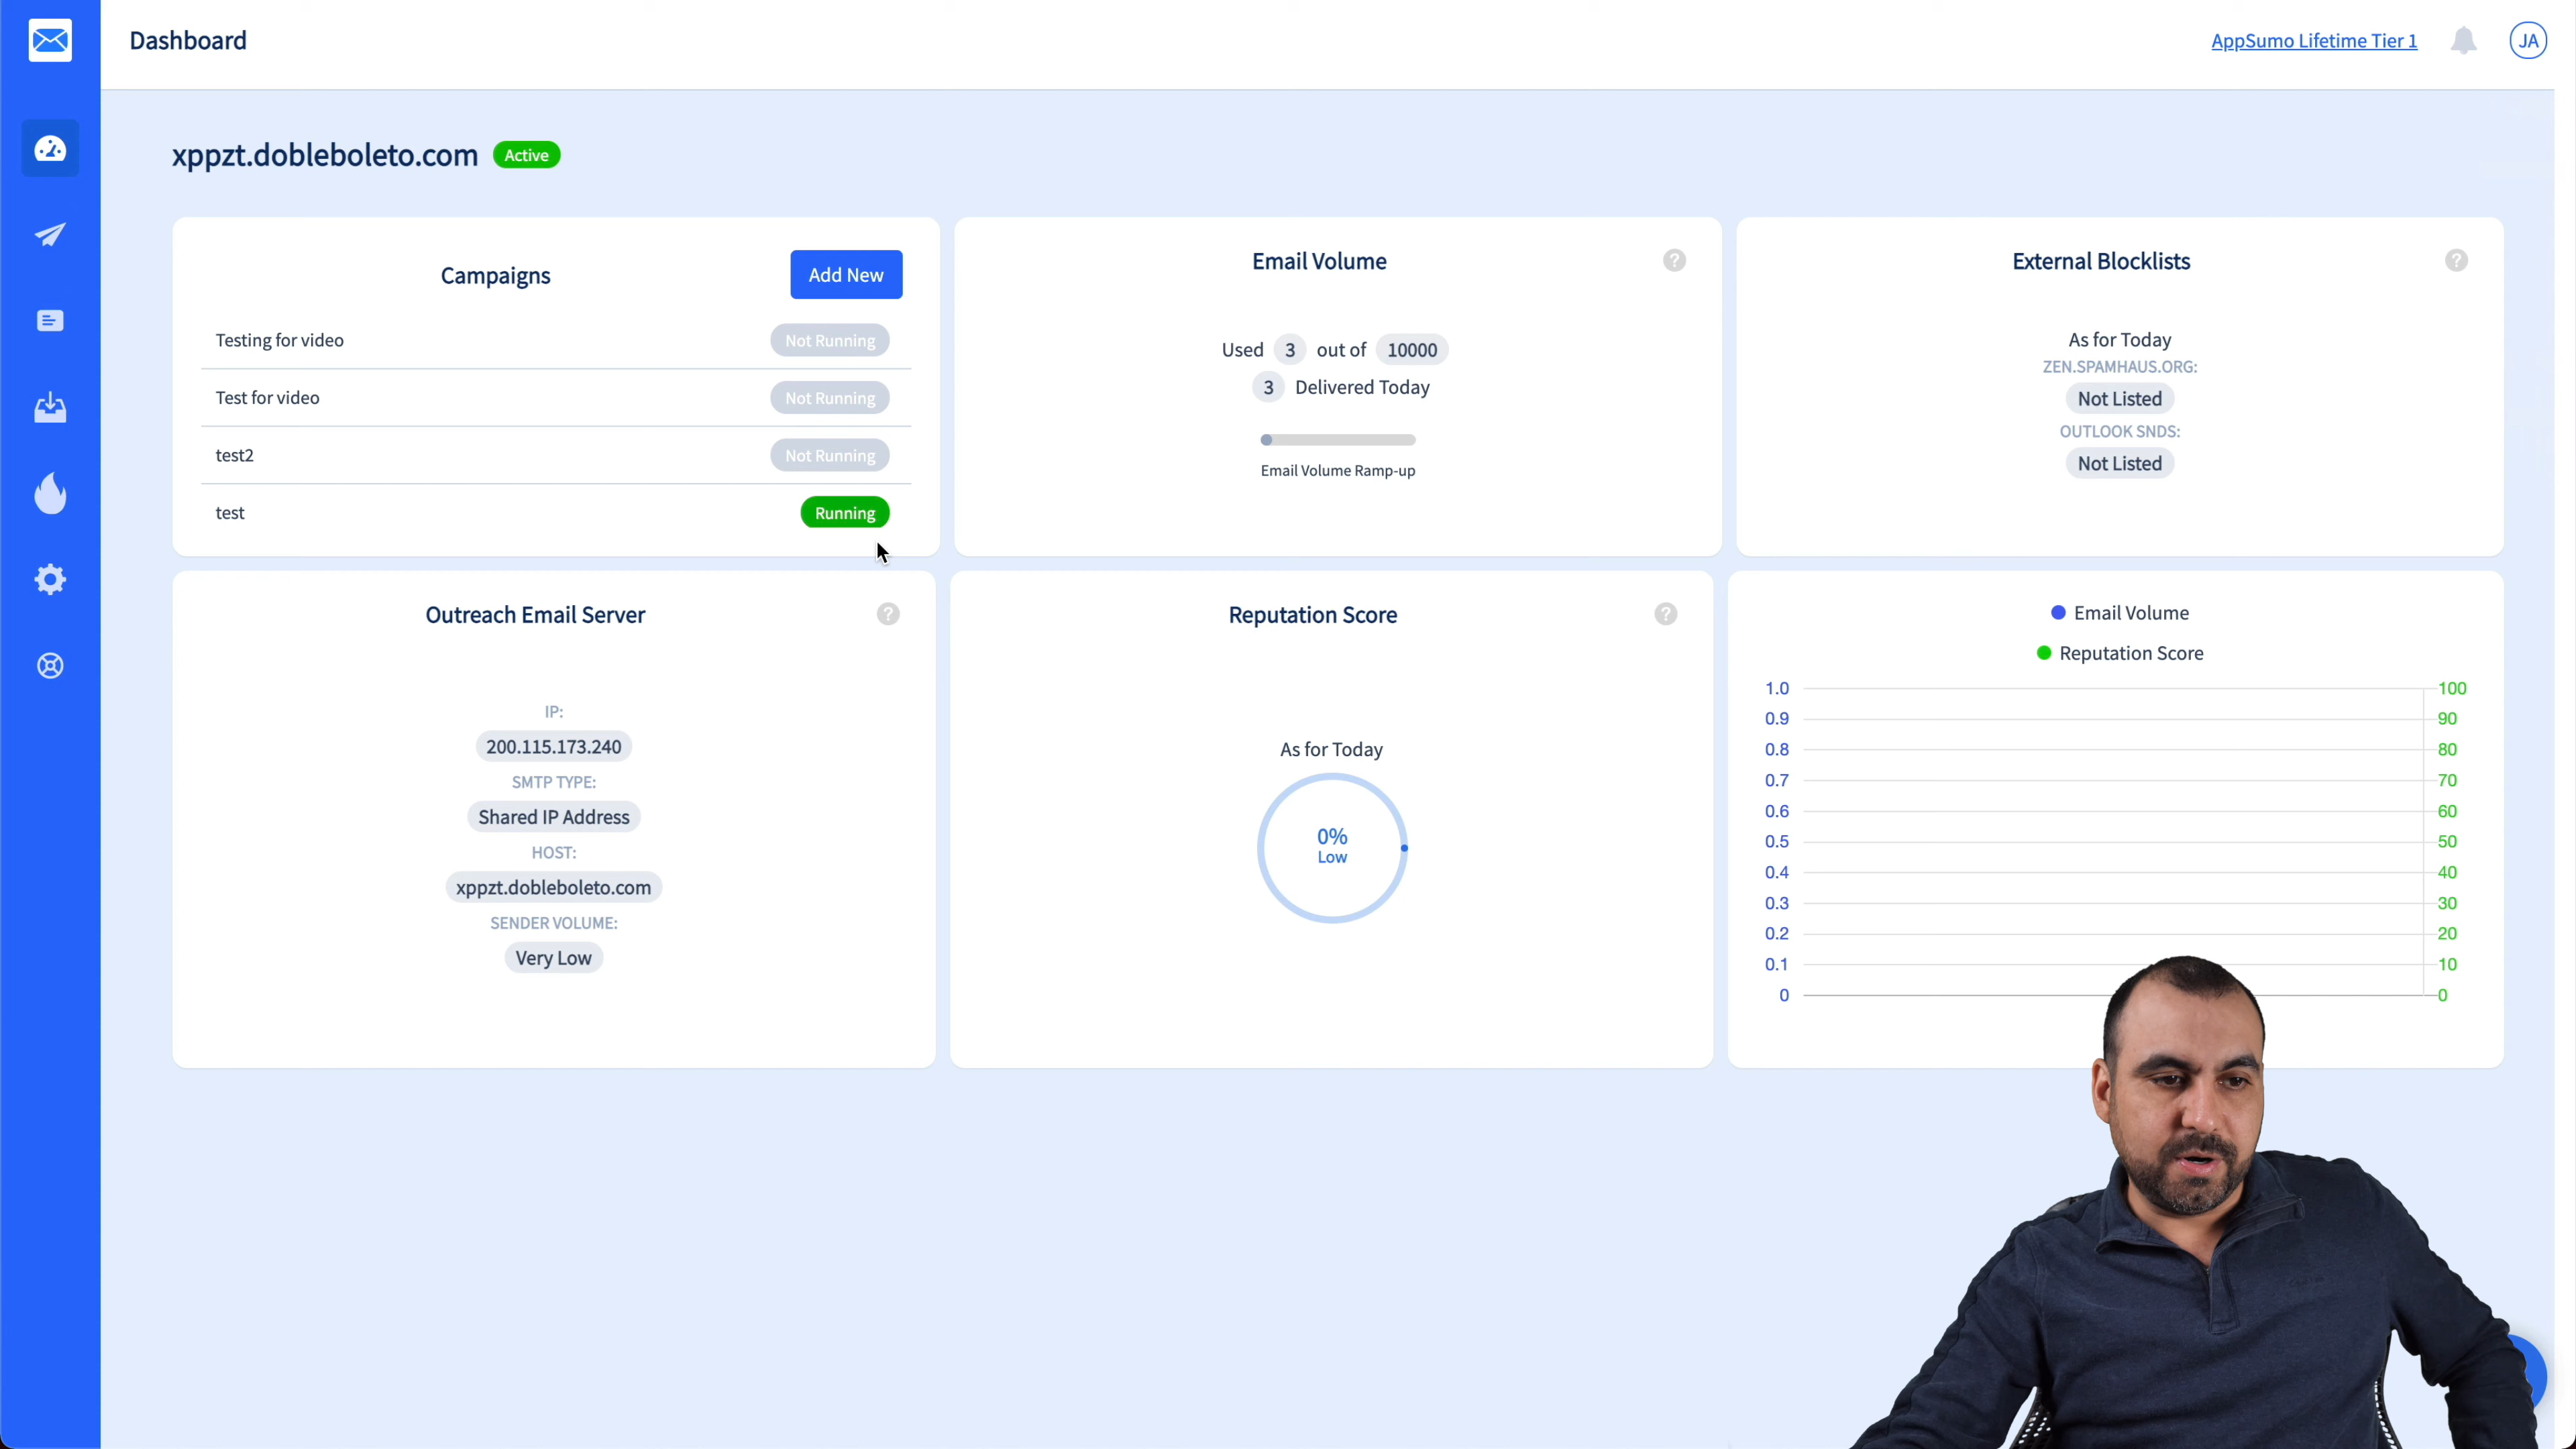 Dashboard
AppSumo Lifetime Tier 1
JA
xppzt.dobleboleto.com Active
Campaigns
Add New
Testing for video Not Running
Test for video Not Running
test2 Not Running
test Running
Email Volume ?
Used 3 out of 10000
3 Delivered Today
Email Volume Ramp-up
External Blocklists ?
As for Today
ZEN.SPAMHAUS.ORG:
Not Listed
OUTLOOK SNDS:
Not Listed
Outreach Email Server ?
IP:
200.115.173.240
SMTP TYPE:
Shared IP Address
HOST:
xppzt.dobleboleto.com
SENDER VOLUME:
Very Low
Reputation Score ?
As for Today
0%
Low
Email Volume
Reputation Score
1.0 100
0.9 90
0.8 80
0.7 70
0.6 60
0.5 50
0.4 40
0.3 30
0.2 20
0.1 10
0 0